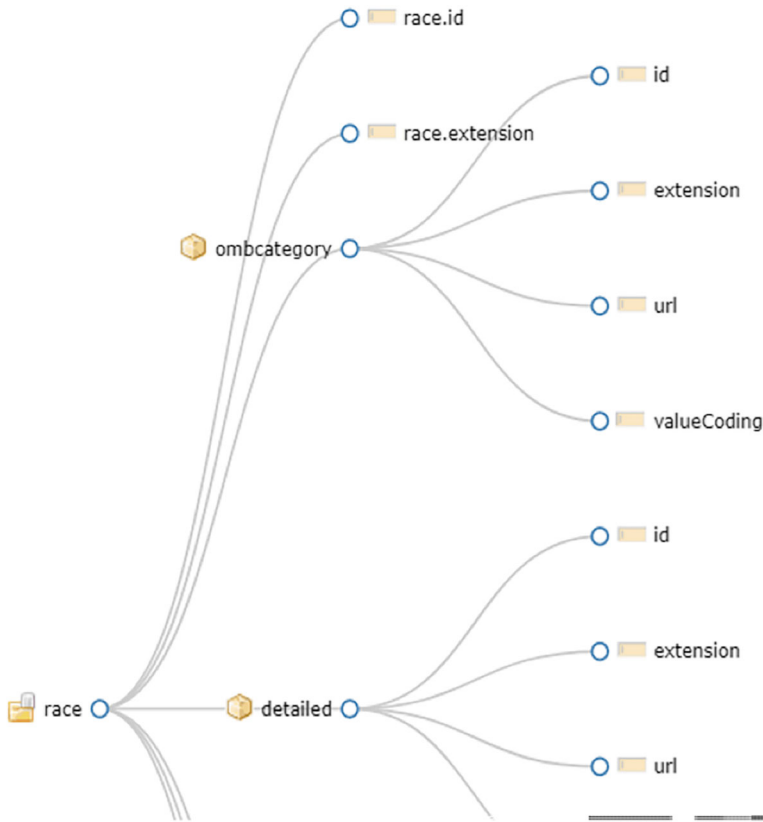 race.id
id
race.extension
extension
ombcategory
url
valueCoding
id
extension
race
detailed
url